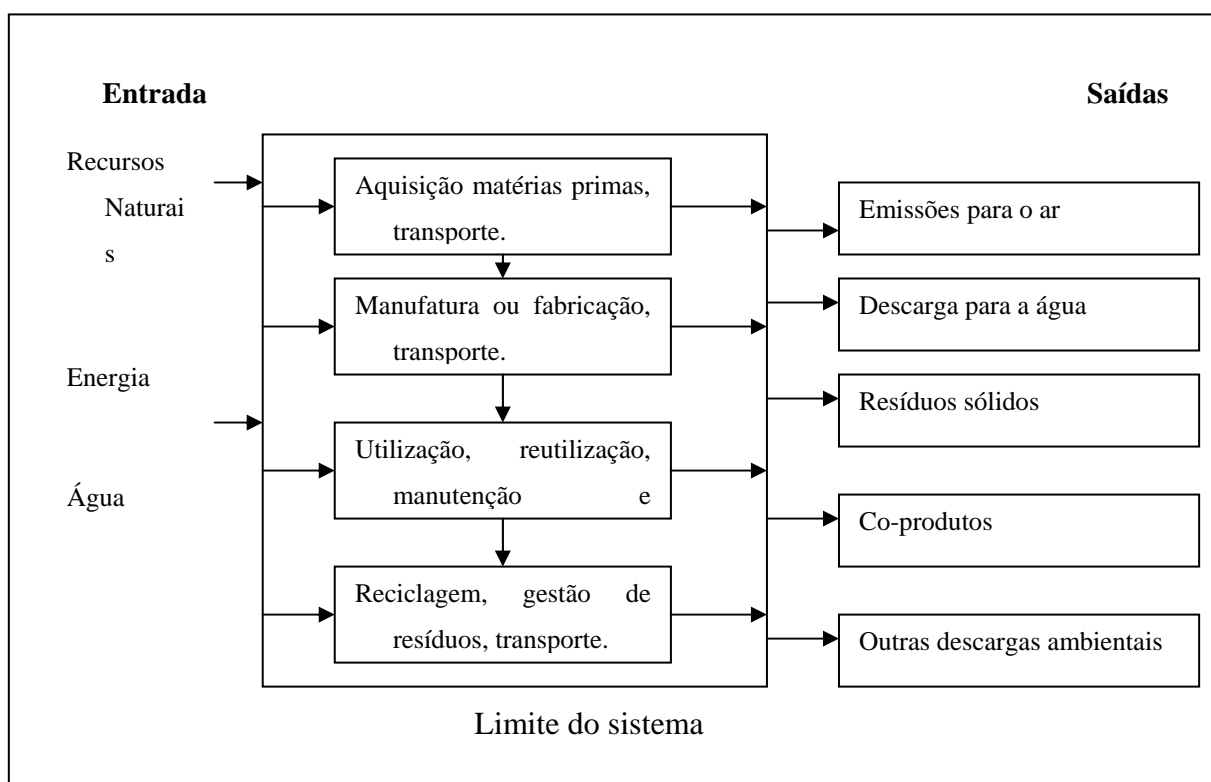 Entrada
Saídas
Recursos
Naturai
s
Energia
Água
Aquisição matérias primas,
transporte.
Manufatura ou fabricação,
transporte.
Utilização, reutilização,
manutenção e
Reciclagem, gestão de
resíduos, transporte.
Emissões para o ar
Descarga para a água
Resíduos sólidos
Co-produtos
Outras descargas ambientais
Limite do sistema